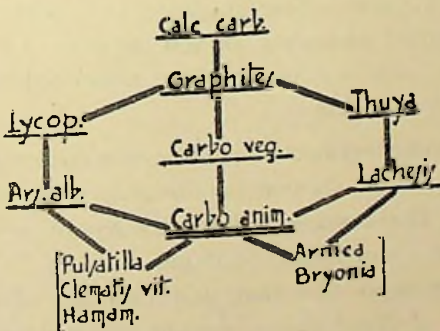 Calc carb.
Graphites
Lycop.
Thuya
Carbo veg.
Ars. alb.
Lachesis
Carbo anim.
Pulsatilla
Clematis vit.
Hamam.
Arnica
Bryonia